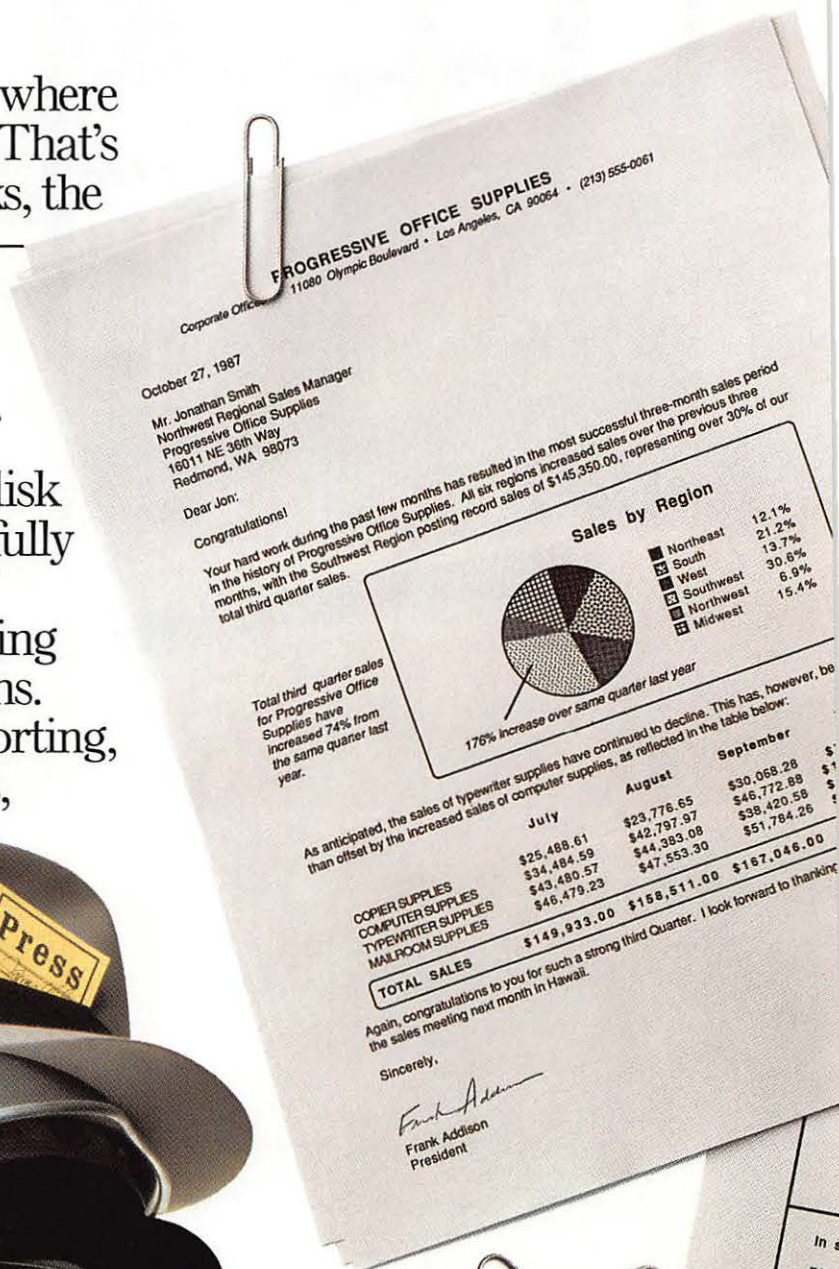 where
That's
ks, the
PROGRESSIVE OFFICE SUPPLIES
Corporate Office 11080 Olympic Boulevard • Los Angeles, CA 90064 • (213) 555-0061
October 27, 1987
Mr. Jonathan Smith
Northwest Regional Sales Manager
Progressive Office Supplies
16011 NE 36th Way
Redmond, WA 98073
Dear Jon:
Congratulations!
Your hard work during the past few months has resulted in the most successful three-month sales period
in the history of Progressive Office Supplies. All six regions increased sales over the previous three
months, with the Southwest Region posting record sales of $145,350.00, representing over 30% of our
total third quarter sales.
Sales by Region
Northeast 12.1%
South 21.2%
West 13.7%
Southwest 30.6%
Northwest 6.9%
Midwest 15.4%
Total third quarter sales
for Progressive Office
Supplies have
increased 74% from
the same quarter last
year.
176% increase over same quarter last year
As anticipated, the sales of typewriter supplies have continued to decline. This has, however, be
than offset by the increased sales of computer supplies, as reflected in the table below:
July August September
COPIER SUPPLIES $25,488.61 $23,776.65 $30,068.28 $
COMPUTER SUPPLIES $34,484.59 $42,797.97 $46,772.88 $1
TYPEWRITER SUPPLIES $43,480.57 $44,383.08 $38,420.58 $
MAILROOM SUPPLIES $46,479.23 $47,553.30 $51,784.26 $
TOTAL SALES $149,933.00 $158,511.00 $167,046.00
Again, congratulations to you for such a strong third Quarter. I look forward to thanking
the sales meeting next month in Hawaii.
Sincerely,
Frank Addison
Frank Addison
President
lisk
fully
ing
ns.
orting,
,
Press
In s